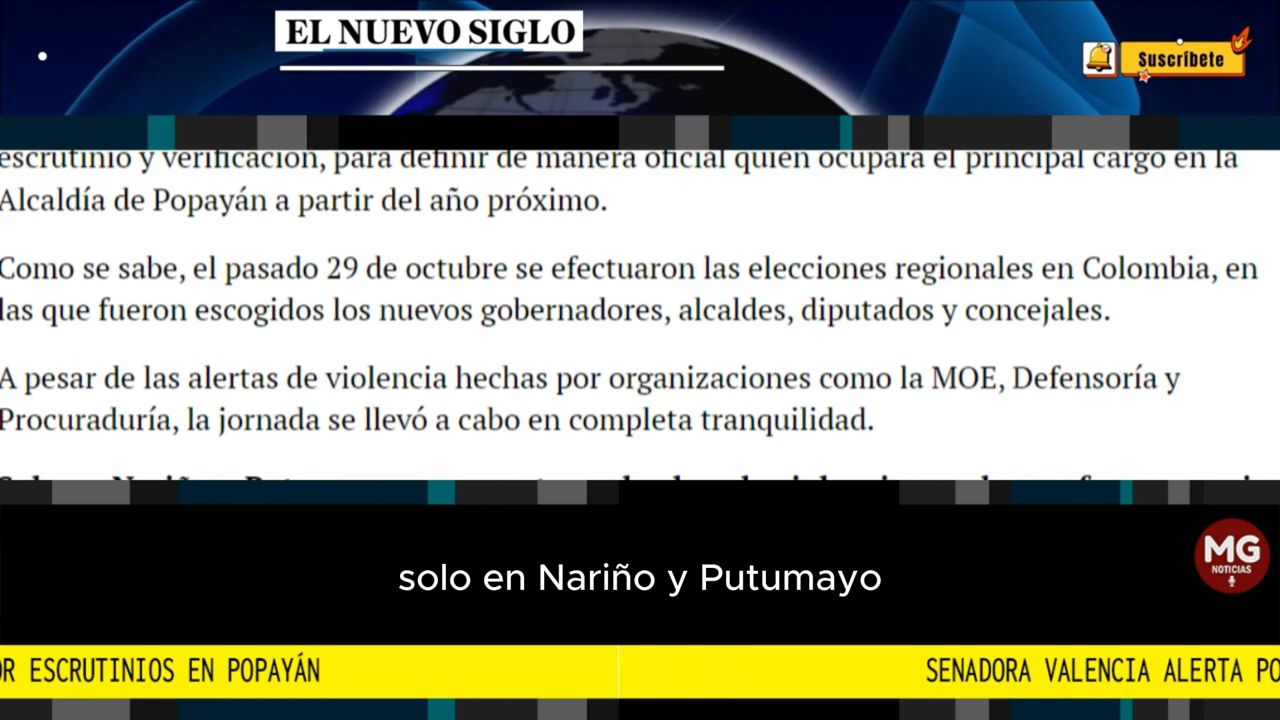 EL NUEVO SIGLO
Suscríbete
escrutinio y verificación, para definir de manera oficial quien ocupará el principal cargo en la
Alcaldía de Popayán a partir del año próximo.
Como se sabe, el pasado 29 de octubre se efectuaron las elecciones regionales en Colombia, en
las que fueron escogidos los nuevos gobernadores, alcaldes, diputados y concejales.
A pesar de las alertas de violencia hechas por organizaciones como la MOE, Defensoría y
Procuraduría, la jornada se llevó a cabo en completa tranquilidad.
MG
NOTICIAS
solo en Nariño y Putumayo
OR ESCRUTINIOS EN POPAYÁN
SENADORA VALENCIA ALERTA PO